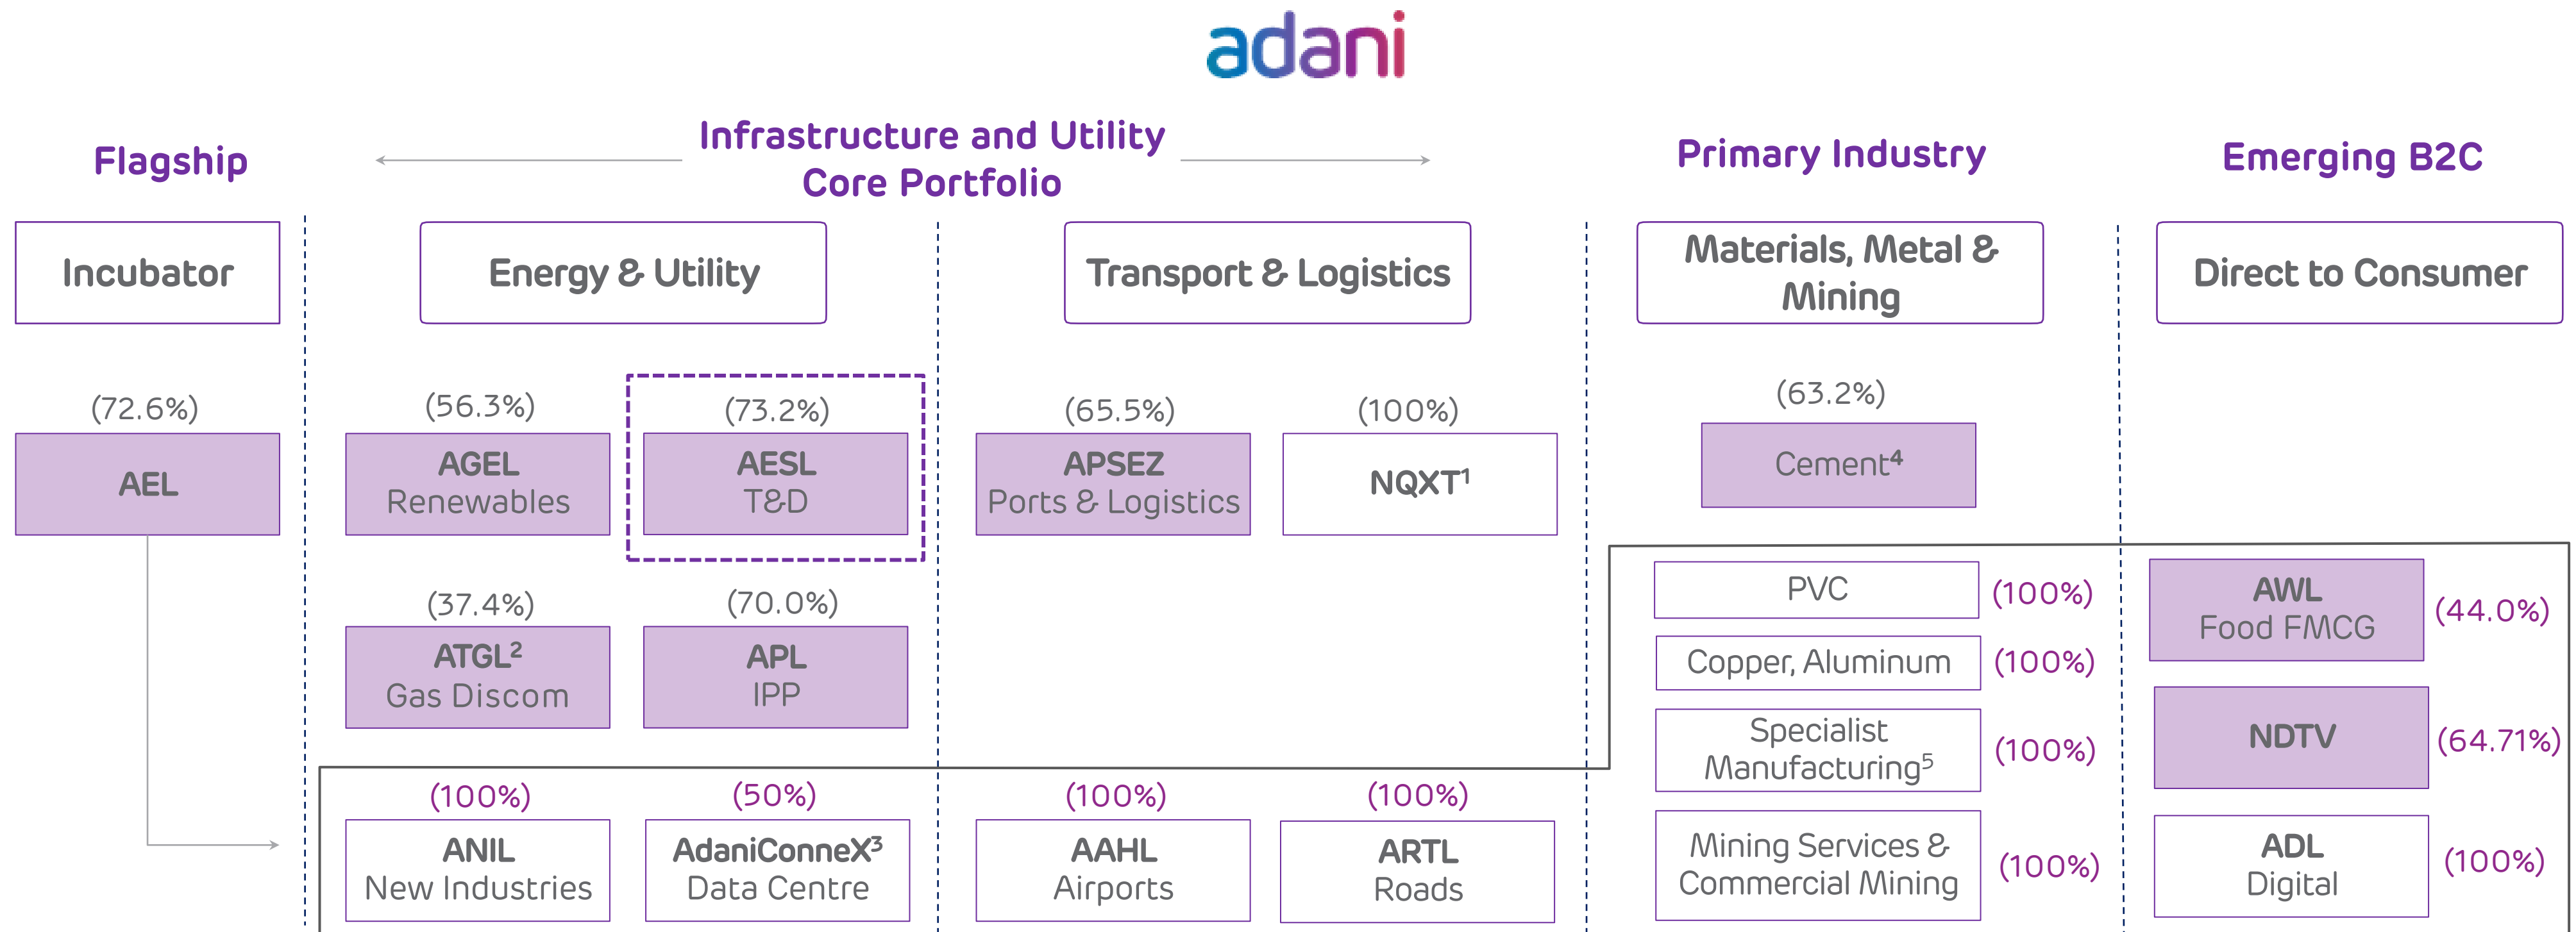 adani
Flagship
Infrastructure and Utility
Core Portfolio
Primary Industry
Emerging B2C
Incubator
Energy & Utility
Transport & Logistics
Materials, Metal &
Mining
Direct to Consumer
(72.6%)
AEL
(56.3%)
AGEL
Renewables
(73.2%)
AESL
T&D
(65.5%)
APSEZ
Ports & Logistics
(100%)
NQXT¹
(63.2%)
Cement⁴
(37.4%)
ATGL²
Gas Discom
(70.0%)
APL
IPP
PVC
(100%)
Copper, Aluminum
(100%)
Specialist
Manufacturing⁵
(100%)
Mining Services &
Commercial Mining
(100%)
AWL
Food FMCG
(44.0%)
NDTV
(64.71%)
ADL
Digital
(100%)
(100%)
ANIL
New Industries
(50%)
AdaniConneX³
Data Centre
(100%)
AAHL
Airports
(100%)
ARTL
Roads